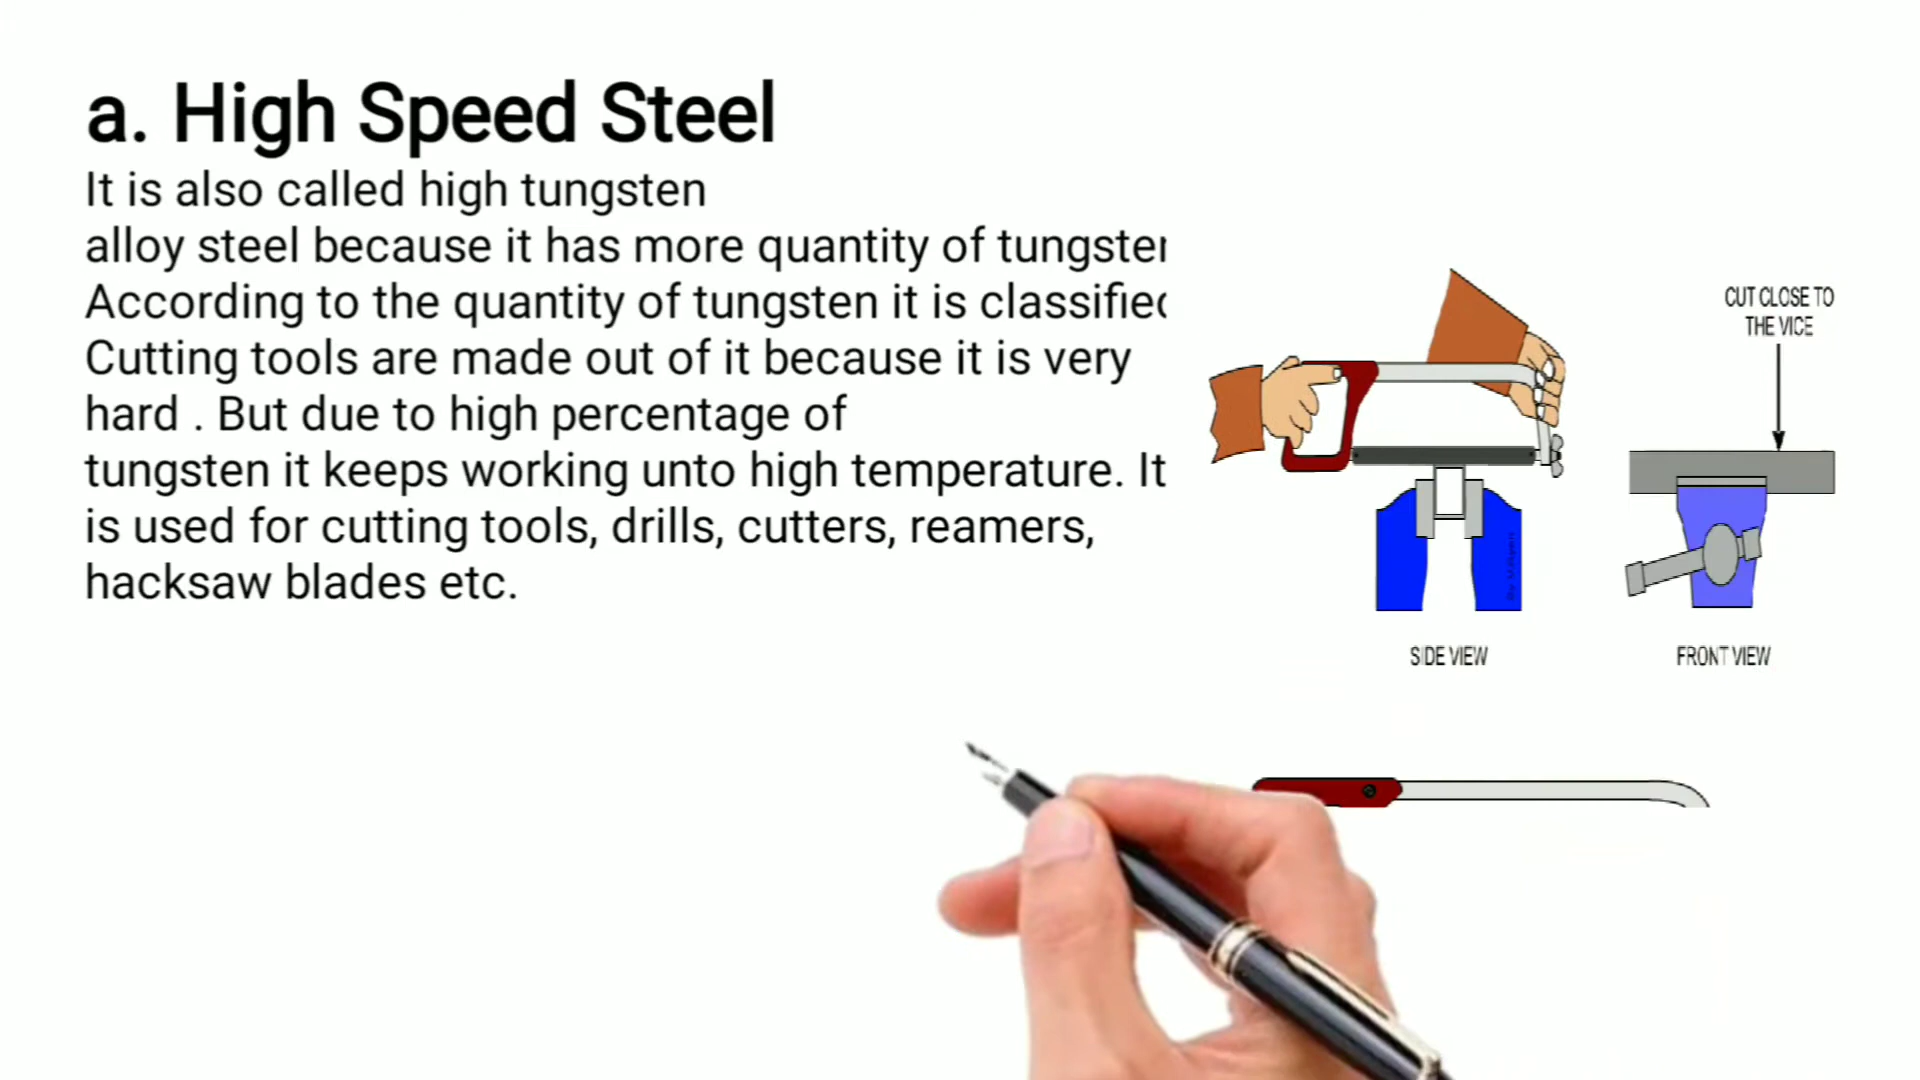 a. High Speed Steel
It is also called high tungsten
alloy steel because it has more quantity of
According to the quantity of tungsten it is
Cutting tools are made out of it because it is very
hard . But due to high percentage of
tungsten it keeps working unto high temperature. It
is used for cutting tools, drills, cutters, reamers,
hacksaw blades etc.
CUT CLOSE TO
THE VICE
SIDE VIEW
FRONT VIEW